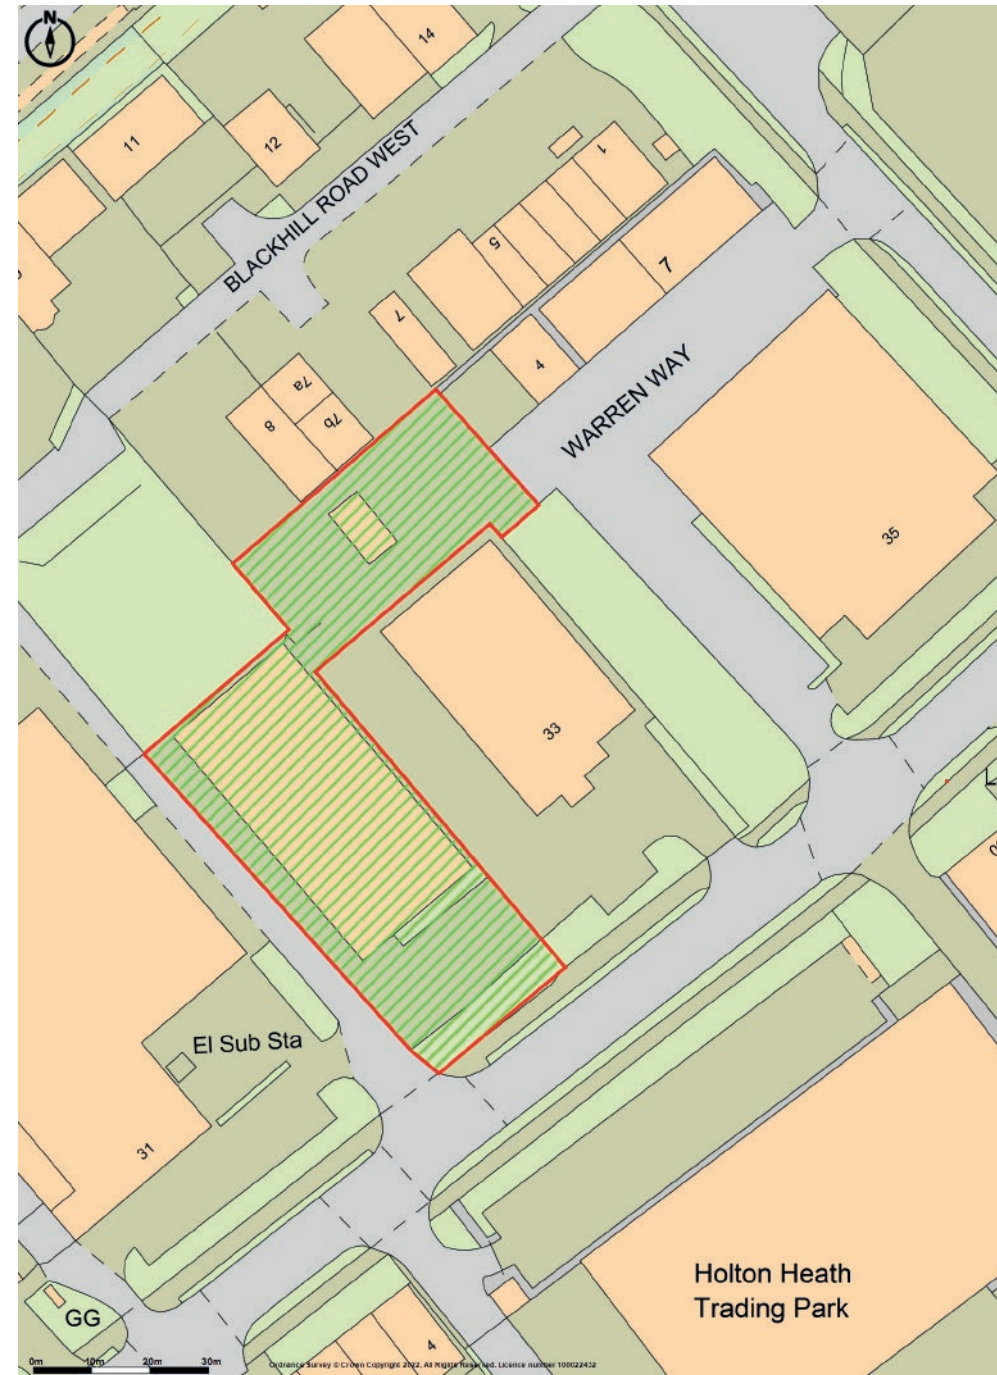 N
14
11
12
BLACKHILL ROAD WEST
1
5
7
7
4
7a
7b
8
WARREN WAY
35
33
El Sub Sta
31
Holton Heath
Trading Park
GG
4
0m 10m 20m 30m
Ordnance Survey © Crown Copyright 2022. All Rights Reserved. Licence number 100022432